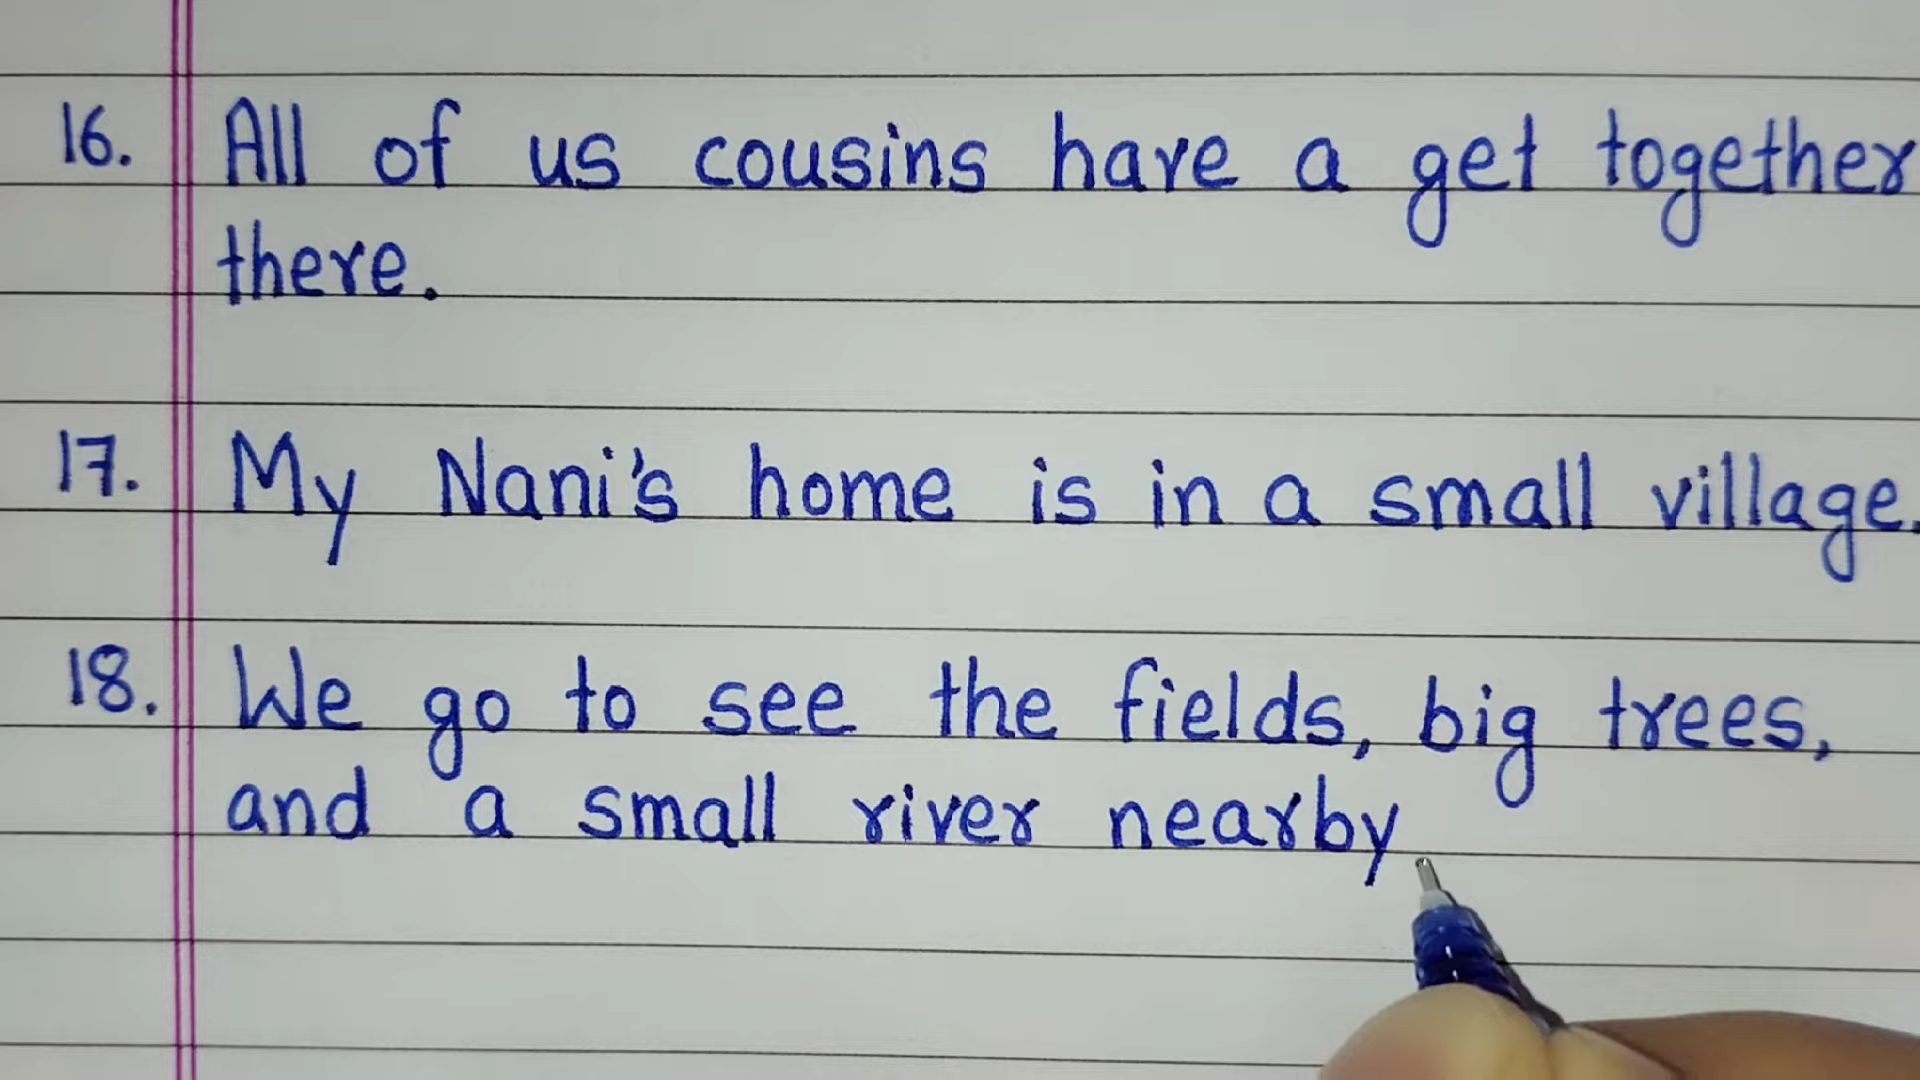 16. All of us cousins have a get together
there.
17. My Nani's home is in a small village.
18. We go to see the fields, big trees,
and a small river nearby